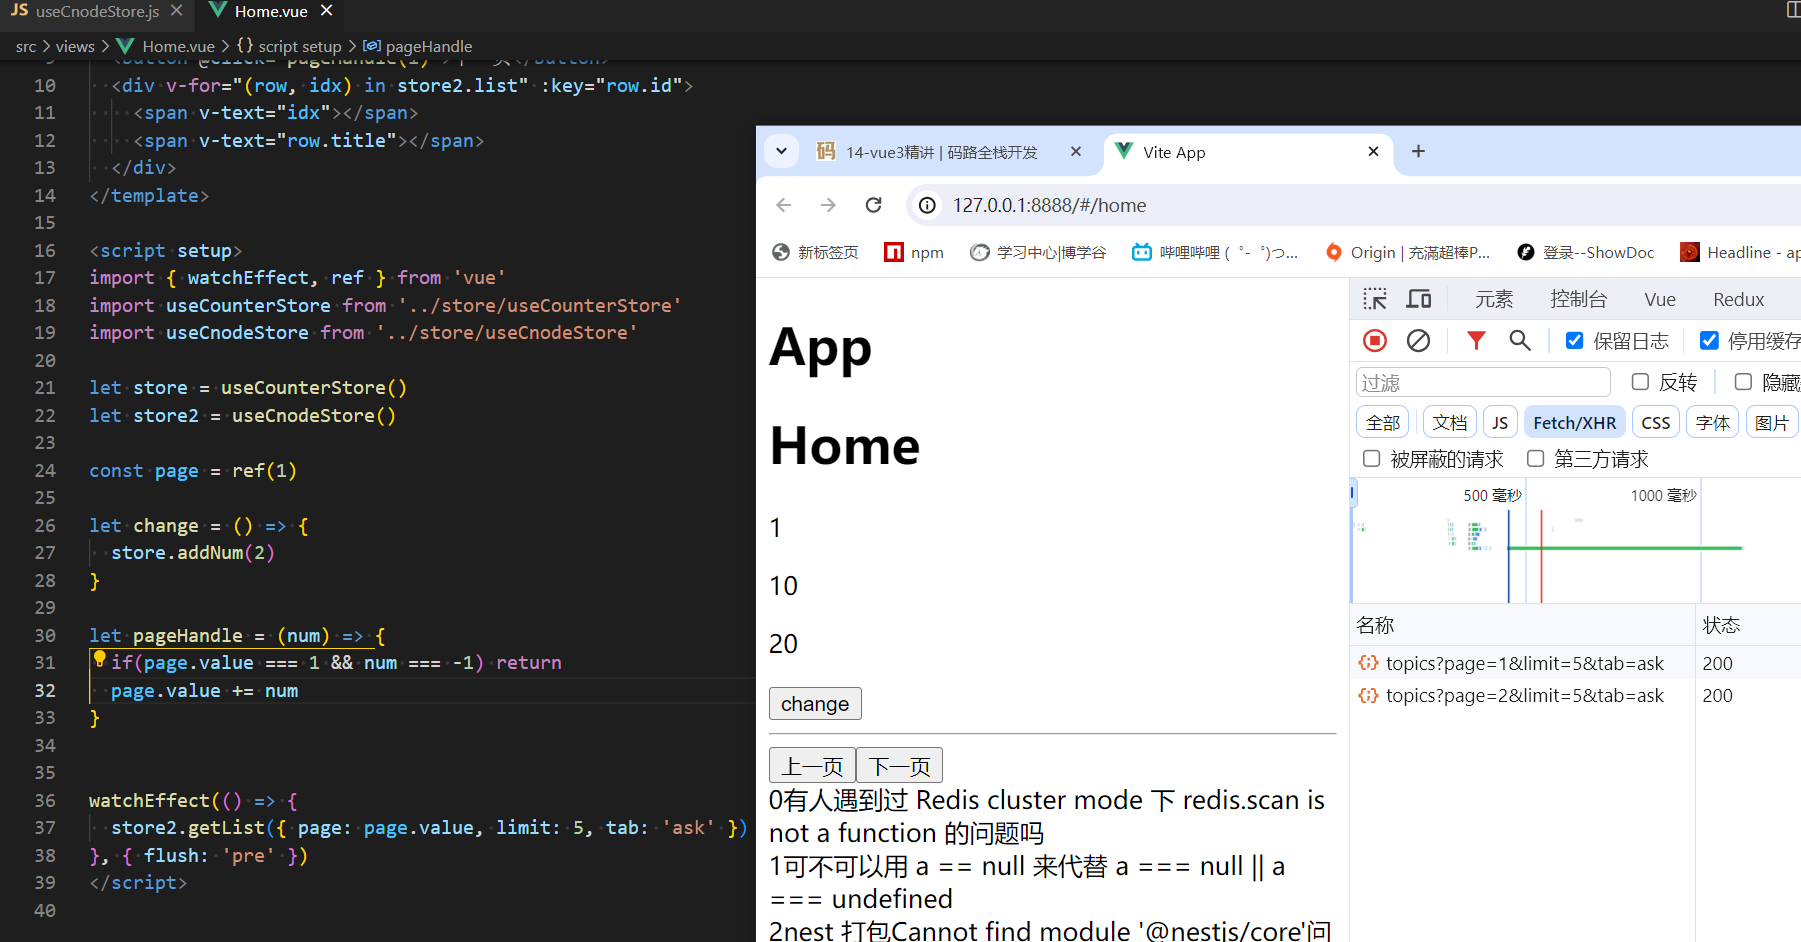 JS useCnodeStore.js × Home.vue ×
src > views > Home.vue > {} script setup > pageHandle
10 <div v-for="(row, idx) in store2.list" :key="row.id">
11 <span v-text="idx"></span>
12 <span v-text="row.title"></span>
13 </div>
14 </template>
15
16 <script setup>
17 import { watchEffect, ref } from 'vue'
18 import useCounterStore from '../store/useCounterStore'
19 import useCnodeStore from '../store/useCnodeStore'
20
21 let store = useCounterStore()
22 let store2 = useCnodeStore()
23
24 const page = ref(1)
25
26 let change = () => {
27 store.addNum(2)
28 }
29
30 let pageHandle = (num) => {
31 if(page.value === 1 && num === -1) return
32 page.value += num
33 }
34
35
36 watchEffect(() => {
37 store2.getList({ page: page.value, limit: 5, tab: 'ask' })
38 }, { flush: 'pre' })
39 </script>
40
码 14-vue3精讲 | 码路全栈开发 × Vite App × +
127.0.0.1:8888/#/home
新标签页 npm 学习中心|博学谷 哔哩哔哩 (゜-゜)つ... Origin | 充滿超棒P... 登录--ShowDoc Headline - ap
App
Home
1
10
20
change
上一页 下一页
0有人遇到过 Redis cluster mode 下 redis.scan is
not a function 的问题吗
1可不可以用 a == null 来代替 a === null || a
=== undefined
2nest 打包Cannot find module '@nestjs/core'问
元素 控制台 Vue Redux
保留日志 停用缓存
过滤 反转 隐藏
全部 文档 JS Fetch/XHR CSS 字体 图片
被屏蔽的请求 第三方请求
500 毫秒 1000 毫秒
名称 状态
topics?page=1&limit=5&tab=ask 200
topics?page=2&limit=5&tab=ask 200